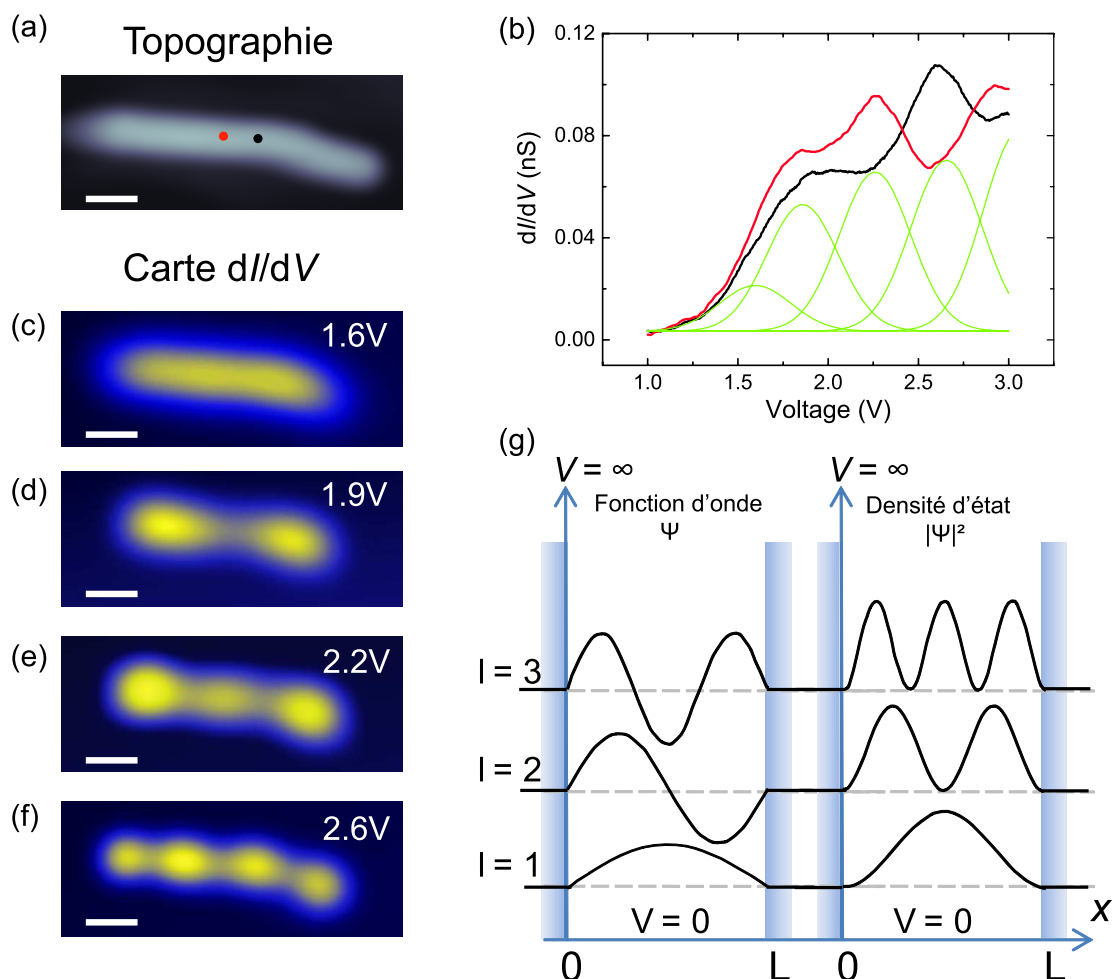 (a)
Topographie
Carte dI/dV
(c)
1.6V
(d)
1.9V
(e)
2.2V
(f)
2.6V
(b)
0.12
0.08
0.04
0.00
dI/dV (nS)
1.0 1.5 2.0 2.5 3.0
Voltage (V)
(g)
V = ∞ V = ∞
Fonction d'onde
Ψ
Densité d'état
|Ψ|²
l = 3
l = 2
l = 1
V = 0 V = 0
x
0 L 0 L